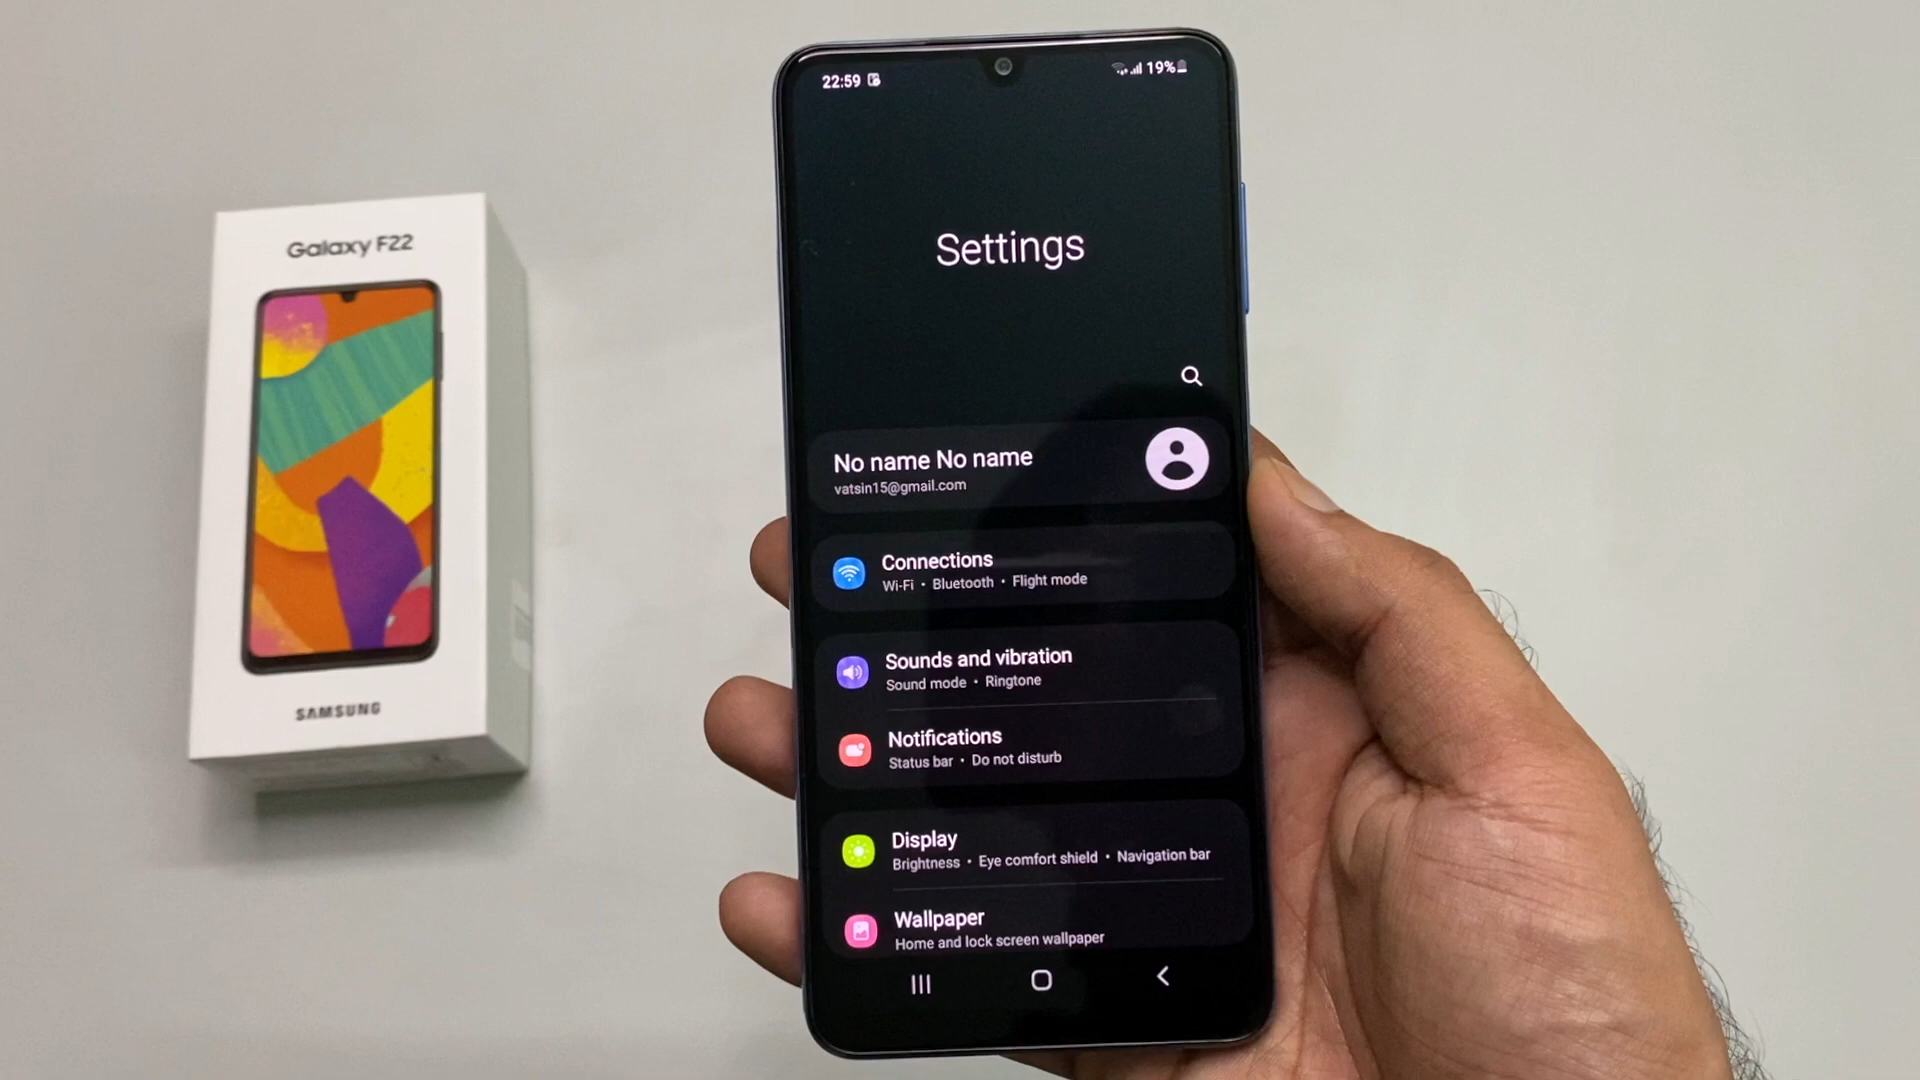 Galaxy F22
SAMSUNG
22:59
19%
Settings
No name No name
vatsin15@gmail.com
Connections
Wi-Fi • Bluetooth • Flight mode
Sounds and vibration
Sound mode • Ringtone
Notifications
Status bar • Do not disturb
Display
Brightness • Eye comfort shield • Navigation bar
Wallpaper
Home and lock screen wallpaper